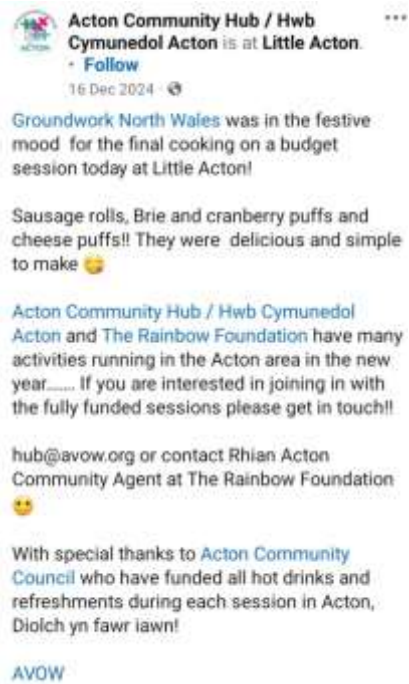 Acton Community Hub / Hwb
Cymunedol Acton is at Little Acton.
· Follow
16 Dec 2024 ·
Groundwork North Wales was in the festive
mood for the final cooking on a budget
session today at Little Acton!
Sausage rolls, Brie and cranberry puffs and
cheese puffs!! They were delicious and simple
to make
Acton Community Hub / Hwb Cymunedol
Acton and The Rainbow Foundation have many
activities running in the Acton area in the new
year...... If you are interested in joining in with
the fully funded sessions please get in touch!!
hub@avow.org or contact Rhian Acton
Community Agent at The Rainbow Foundation
With special thanks to Acton Community
Council who have funded all hot drinks and
refreshments during each session in Acton,
Diolch yn fawr iawn!
AVOW